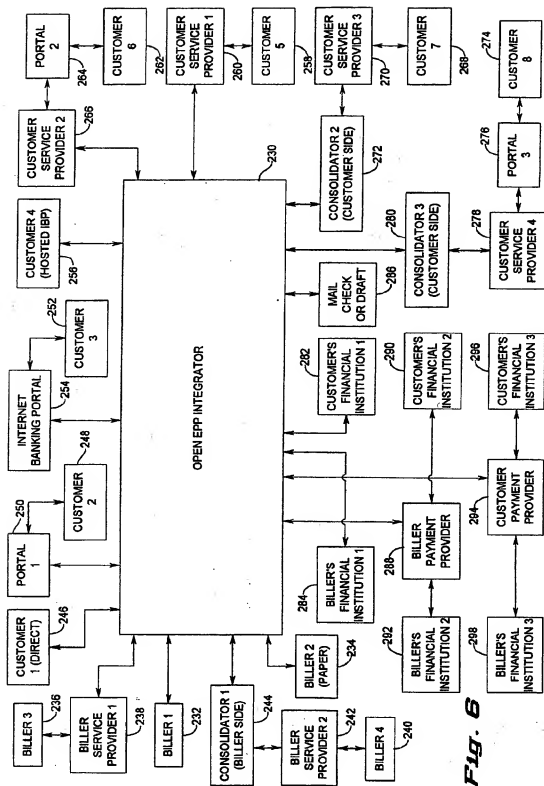 BILLER 3
236
BILLER
SERVICE
PROVIDER 1
238
BILLER 1
232
CONSOLIDATOR 1
(BILLER SIDE)
244
BILLER
SERVICE
PROVIDER 2
242
BILLER 4
240
BILLER 2
(PAPER)
234
CUSTOMER
1 (DIRECT)
246
PORTAL
1
250
CUSTOMER
2
248
INTERNET
BANKING PORTAL
254
CUSTOMER
3
252
CUSTOMER 4
(HOSTED IBP)
256
CUSTOMER
SERVICE
PROVIDER 2
266
PORTAL
2
264
CUSTOMER
6
262
CUSTOMER
SERVICE
PROVIDER 1
260
CUSTOMER
5
258
CUSTOMER
SERVICE
PROVIDER 3
270
CUSTOMER
7
268
OPEN EPP INTEGRATOR
230
CONSOLIDATOR 2
(CUSTOMER SIDE)
272
CONSOLIDATOR 3
(CUSTOMER SIDE)
280
CUSTOMER
SERVICE
PROVIDER 4
278
PORTAL
3
276
CUSTOMER
8
274
MAIL
CHECK
OR DRAFT
286
CUSTOMER'S
FINANCIAL
INSTITUTION 1
282
BILLER'S
FINANCIAL
INSTITUTION 1
284
CUSTOMER'S
FINANCIAL
INSTITUTION 2
290
BILLER
PAYMENT
PROVIDER
288
BILLER'S
FINANCIAL
INSTITUTION 2
292
CUSTOMER'S
FINANCIAL
INSTITUTION 3
296
CUSTOMER
PAYMENT
PROVIDER
294
BILLER'S
FINANCIAL
INSTITUTION 3
298
Fig. 6